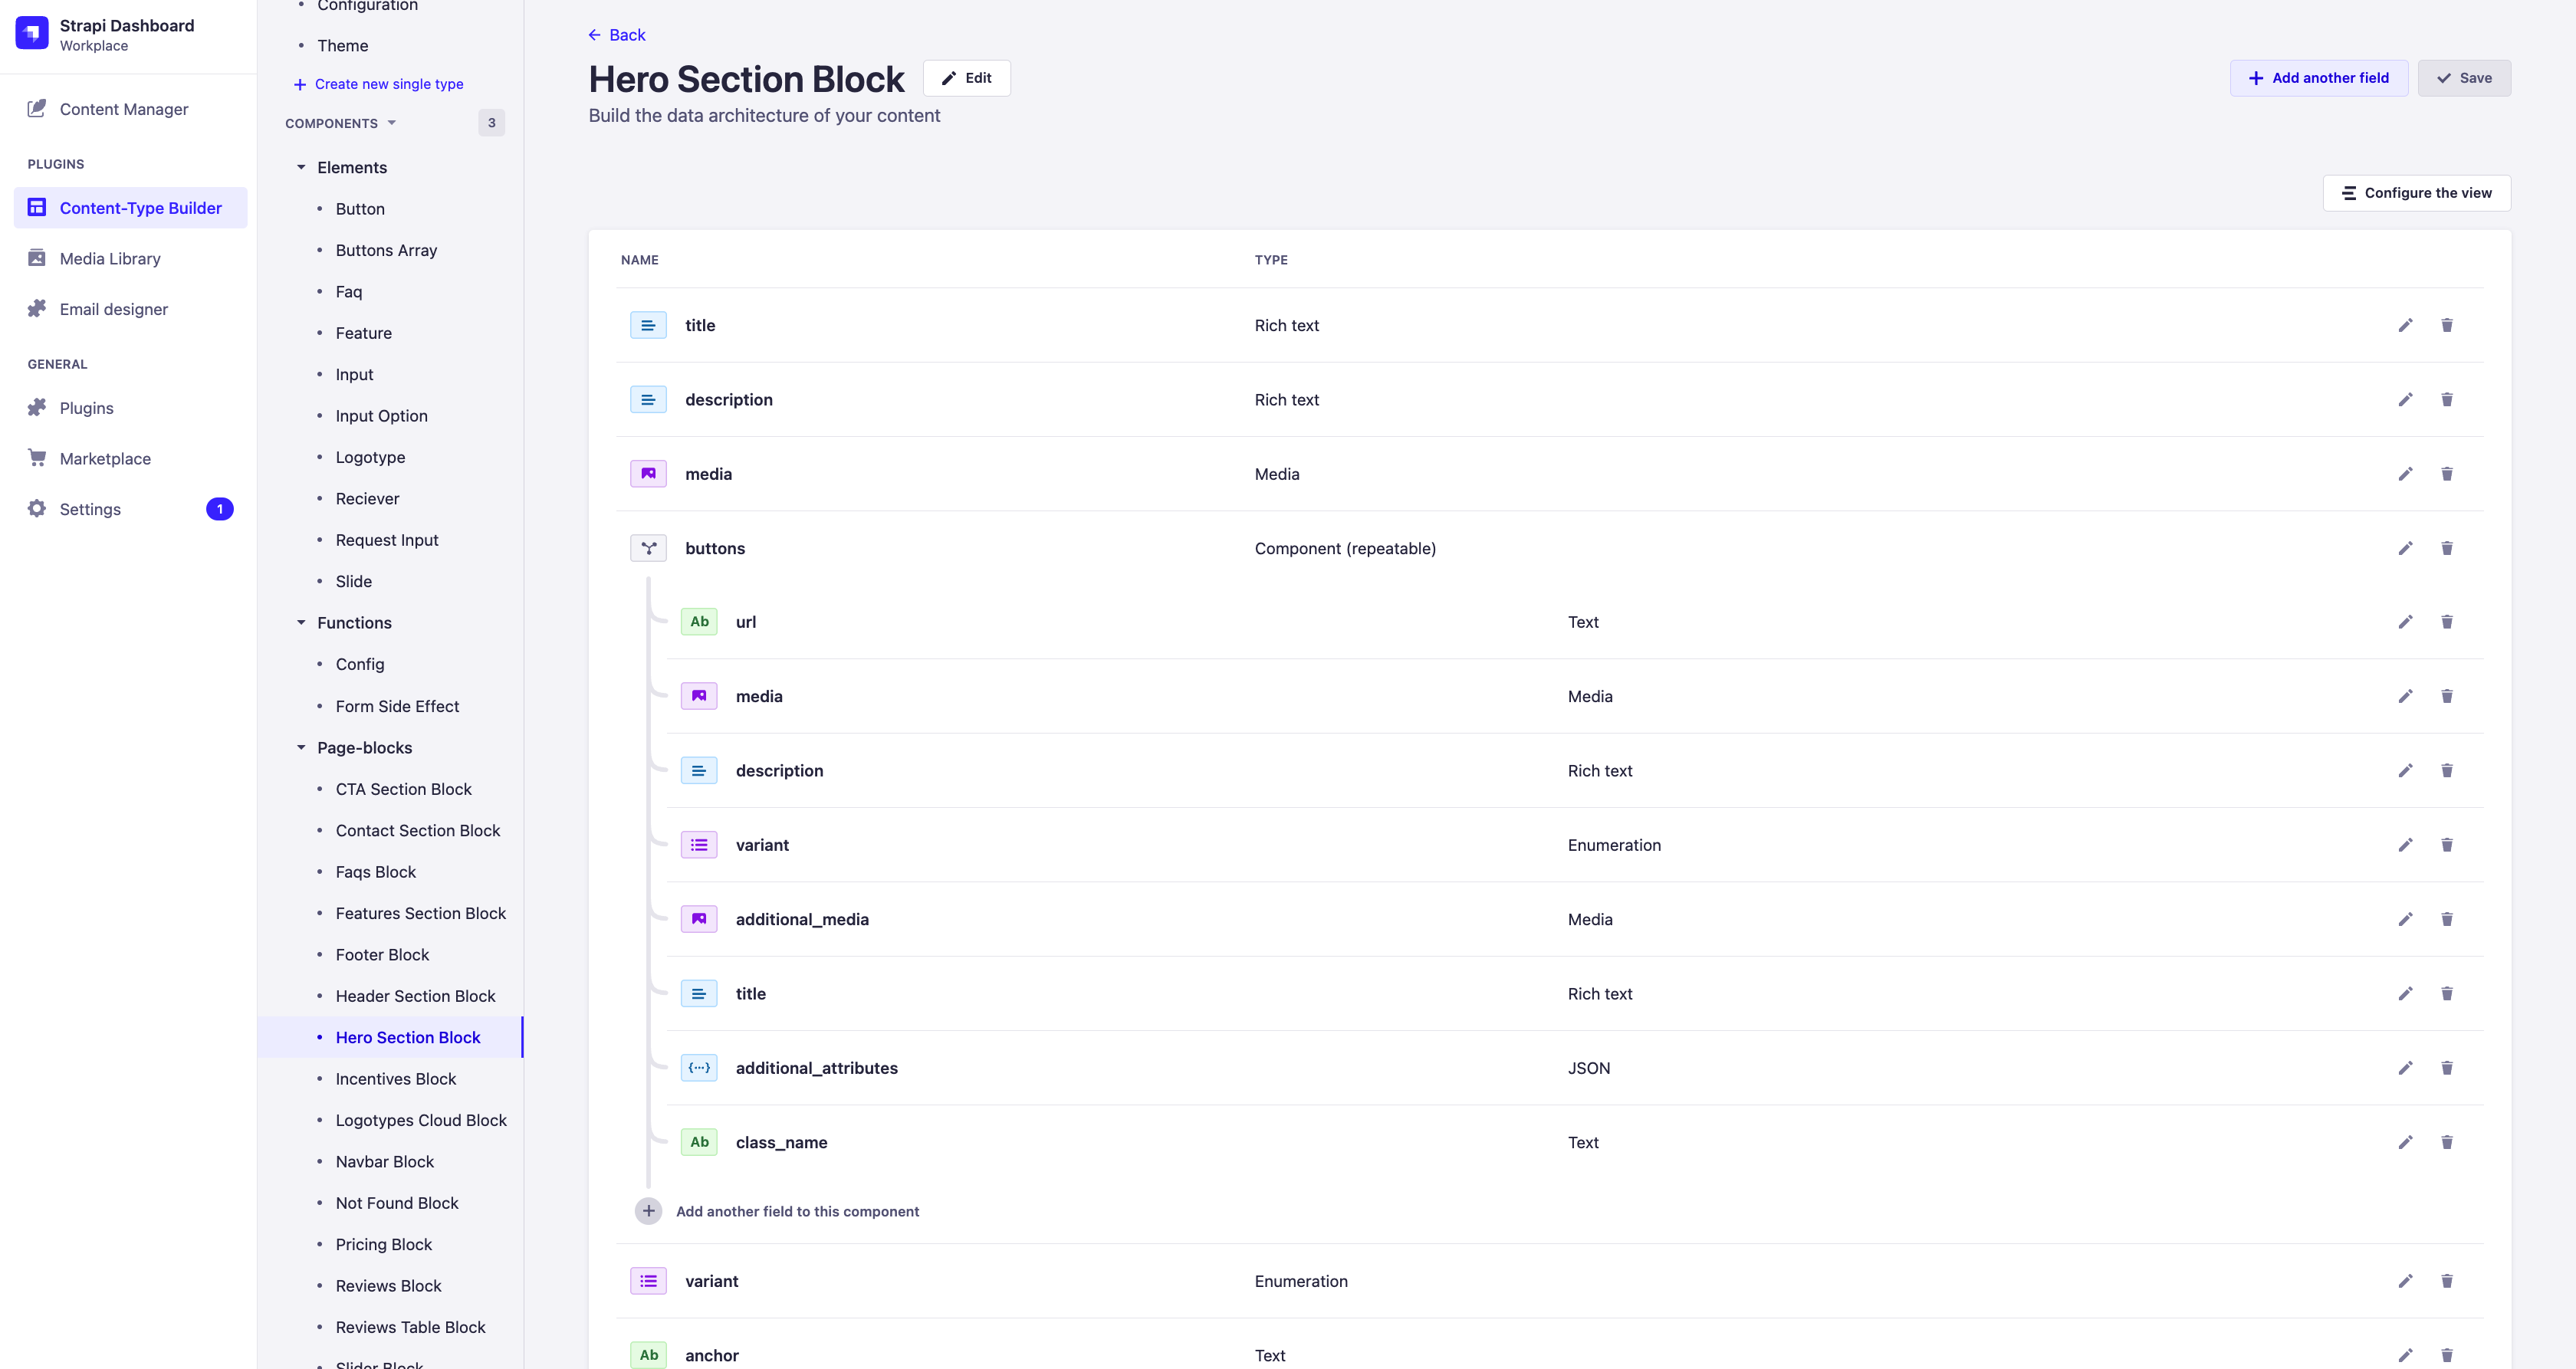 Strapi Dashboard
Workplace
Content Manager
PLUGINS
Content-Type Builder
Media Library
Email designer
GENERAL
Plugins
Marketplace
Settings
1
Configuration
Theme
Create new single type
COMPONENTS
3
Elements
Button
Buttons Array
Faq
Feature
Input
Input Option
Logotype
Reciever
Request Input
Slide
Functions
Config
Form Side Effect
Page-blocks
CTA Section Block
Contact Section Block
Faqs Block
Features Section Block
Footer Block
Header Section Block
Hero Section Block
Incentives Block
Logotypes Cloud Block
Navbar Block
Not Found Block
Pricing Block
Reviews Block
Reviews Table Block
Slider Block
Back
Hero Section Block
Edit
Build the data architecture of your content
Add another field
Save
Configure the view
NAME TYPE
title Rich text
description Rich text
media Media
buttons Component (repeatable)
Ab url Text
media Media
description Rich text
variant Enumeration
additional_media Media
title Rich text
additional_attributes JSON
Ab class_name Text
Add another field to this component
variant Enumeration
Ab anchor Text